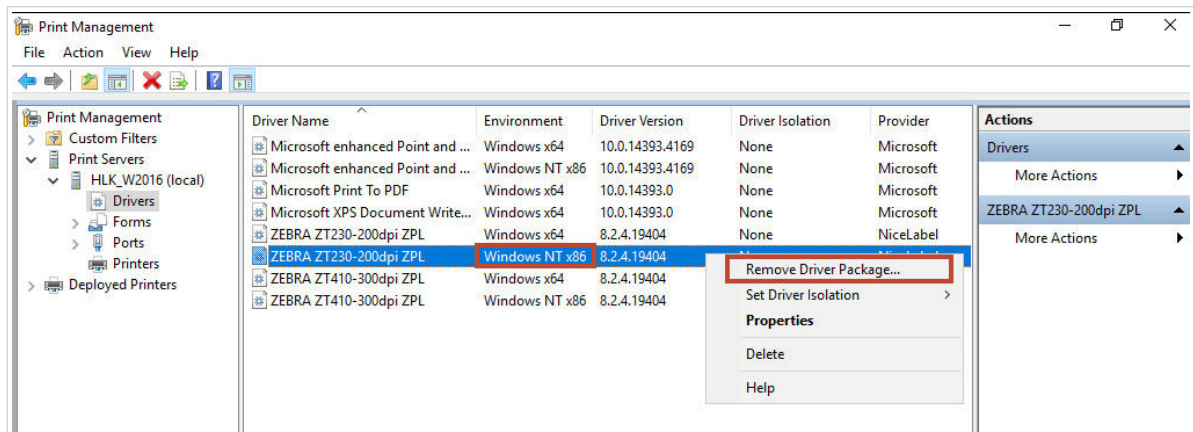 Print Management
File Action View Help
Print Management
Custom Filters
Print Servers
HLK_W2016 (local)
Drivers
Forms
Ports
Printers
Deployed Printers
Driver Name Environment Driver Version Driver Isolation Provider
Microsoft enhanced Point and ... Windows x64 10.0.14393.4169 None Microsoft
Microsoft enhanced Point and ... Windows NT x86 10.0.14393.4169 None Microsoft
Microsoft Print To PDF Windows x64 10.0.14393.0 None Microsoft
Microsoft XPS Document Write... Windows x64 10.0.14393.0 None Microsoft
ZEBRA ZT230-200dpi ZPL Windows x64 8.2.4.19404 None NiceLabel
ZEBRA ZT230-200dpi ZPL Windows NT x86 8.2.4.19404
ZEBRA ZT410-300dpi ZPL Windows x64 8.2.4.19404
ZEBRA ZT410-300dpi ZPL Windows NT x86 8.2.4.19404
Remove Driver Package...
Set Driver Isolation
Properties
Delete
Help
Actions
Drivers
More Actions
ZEBRA ZT230-200dpi ZPL
More Actions